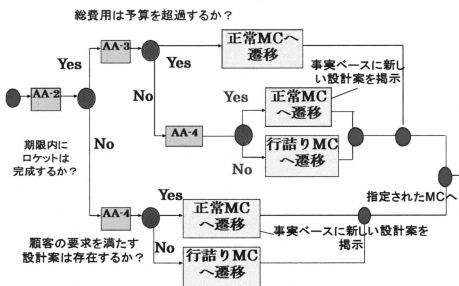 総費用は予算を超過するか？
AA-3
Yes
正常MCへ
遷移
事実ベースに新し
い設計案を掲示
Yes
AA-2
No
Yes
正常MC
へ遷移
AA-4
期限内に
ロケットは
完成するか？
No
No
行詰りMC
へ遷移
指定されたMCへ
Yes
正常MC
へ遷移
AA-4
事実ベースに新しい設計案を
掲示
顧客の要求を満たす
設計案は存在するか？
No
行詰りMC
へ遷移